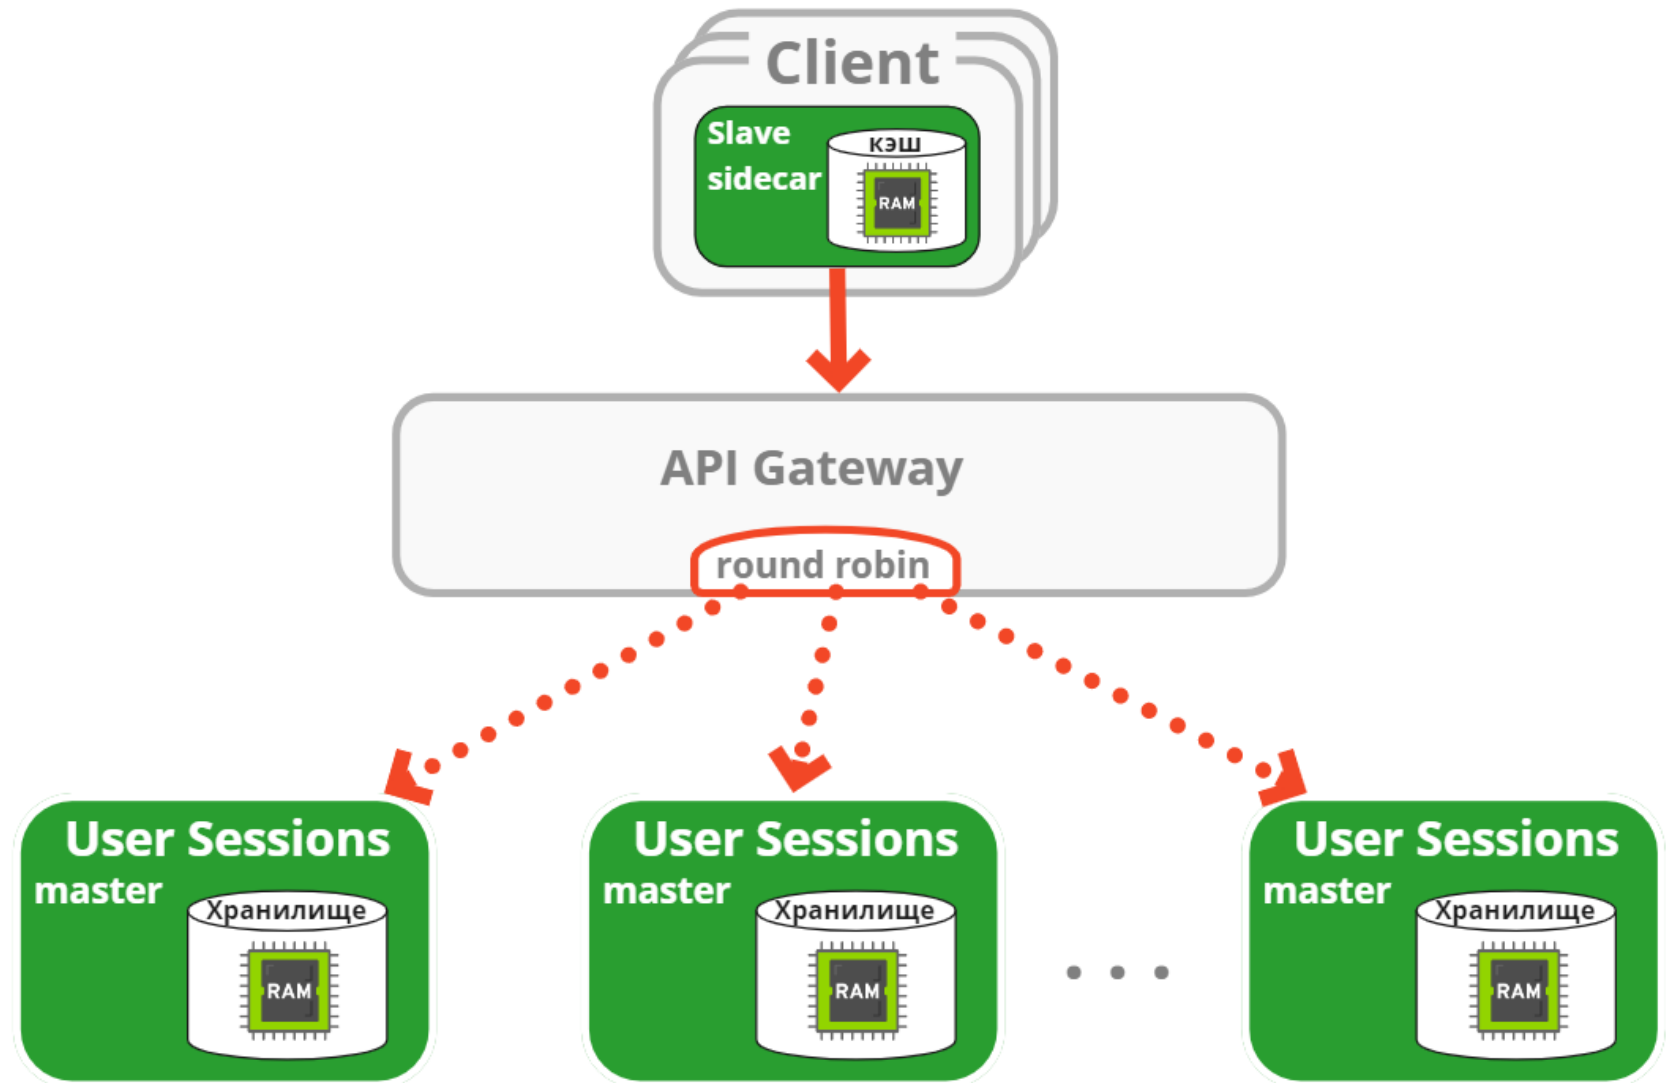 Client
Slave
sidecar
кэш
RAM
API Gateway
round robin
User Sessions
master
Хранилище
RAM
User Sessions
master
Хранилище
RAM
. . .
User Sessions
master
Хранилище
RAM